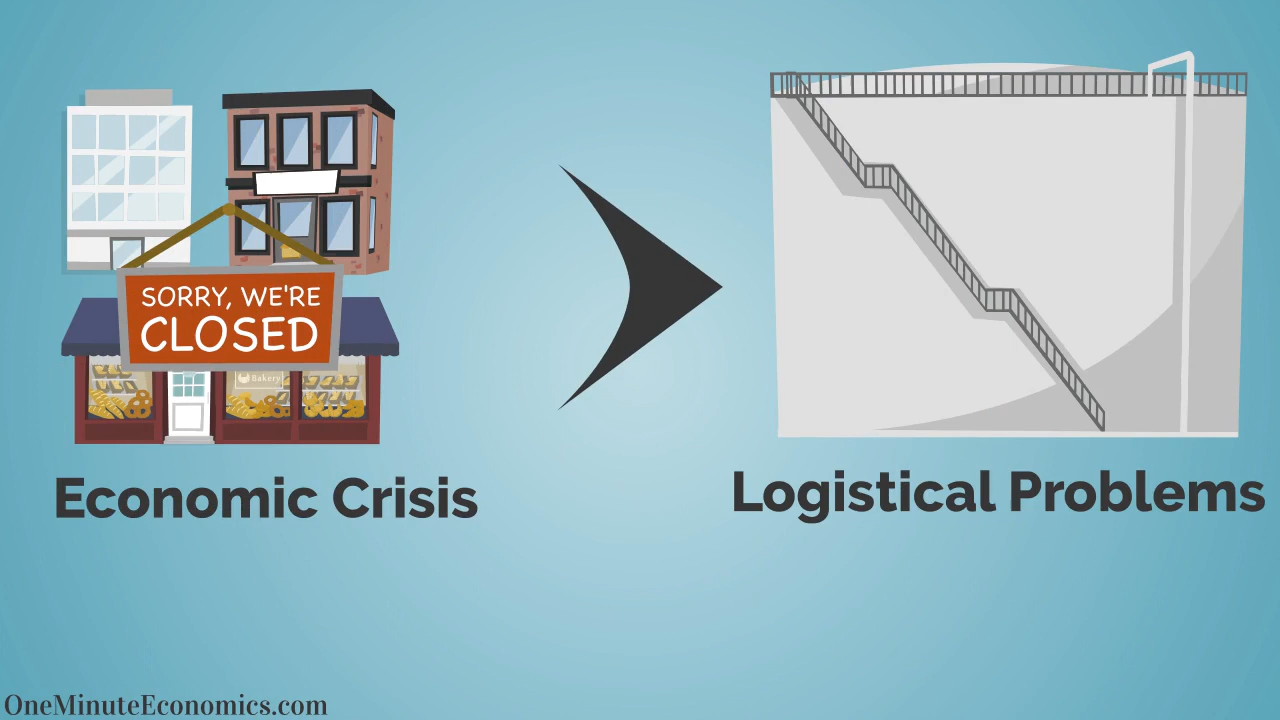 SORRY, WE'RE
CLOSED
Bakery
Economic Crisis
Logistical Problems
OneMinuteEconomics.com